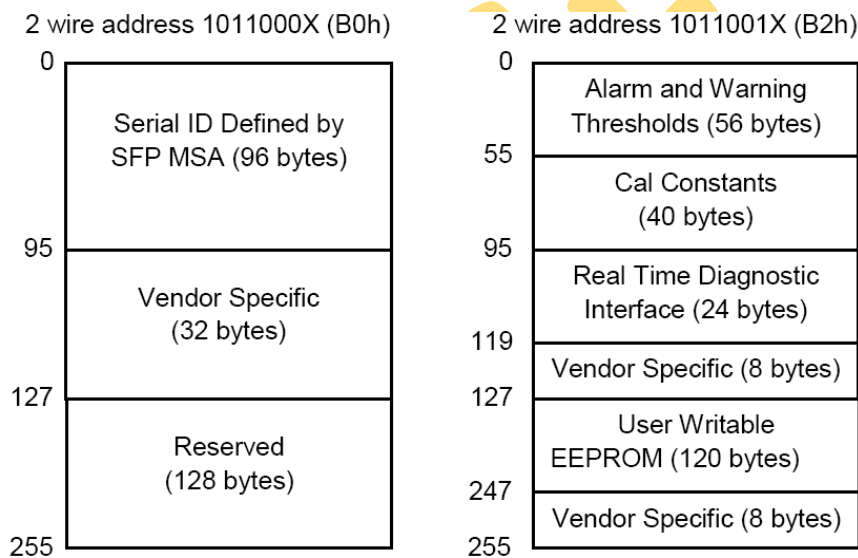 2 wire address 1011000X (B0h)
0
Serial ID Defined by
SFP MSA (96 bytes)
95
Vendor Specific
(32 bytes)
127
Reserved
(128 bytes)
255
2 wire address 1011001X (B2h)
0
Alarm and Warning
Thresholds (56 bytes)
55
Cal Constants
(40 bytes)
95
Real Time Diagnostic
Interface (24 bytes)
119
Vendor Specific (8 bytes)
127
User Writable
EEPROM (120 bytes)
247
Vendor Specific (8 bytes)
255